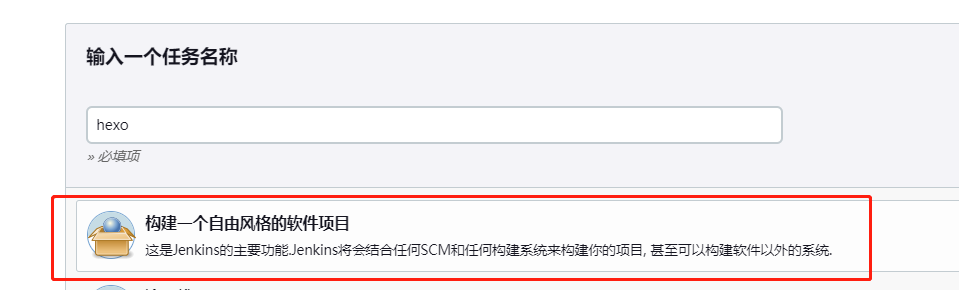 输入一个任务名称
hexo
» 必填项
构建一个自由风格的软件项目
这是Jenkins的主要功能.Jenkins将会结合任何SCM和任何构建系统来构建你的项目, 甚至可以构建软件以外的系统.